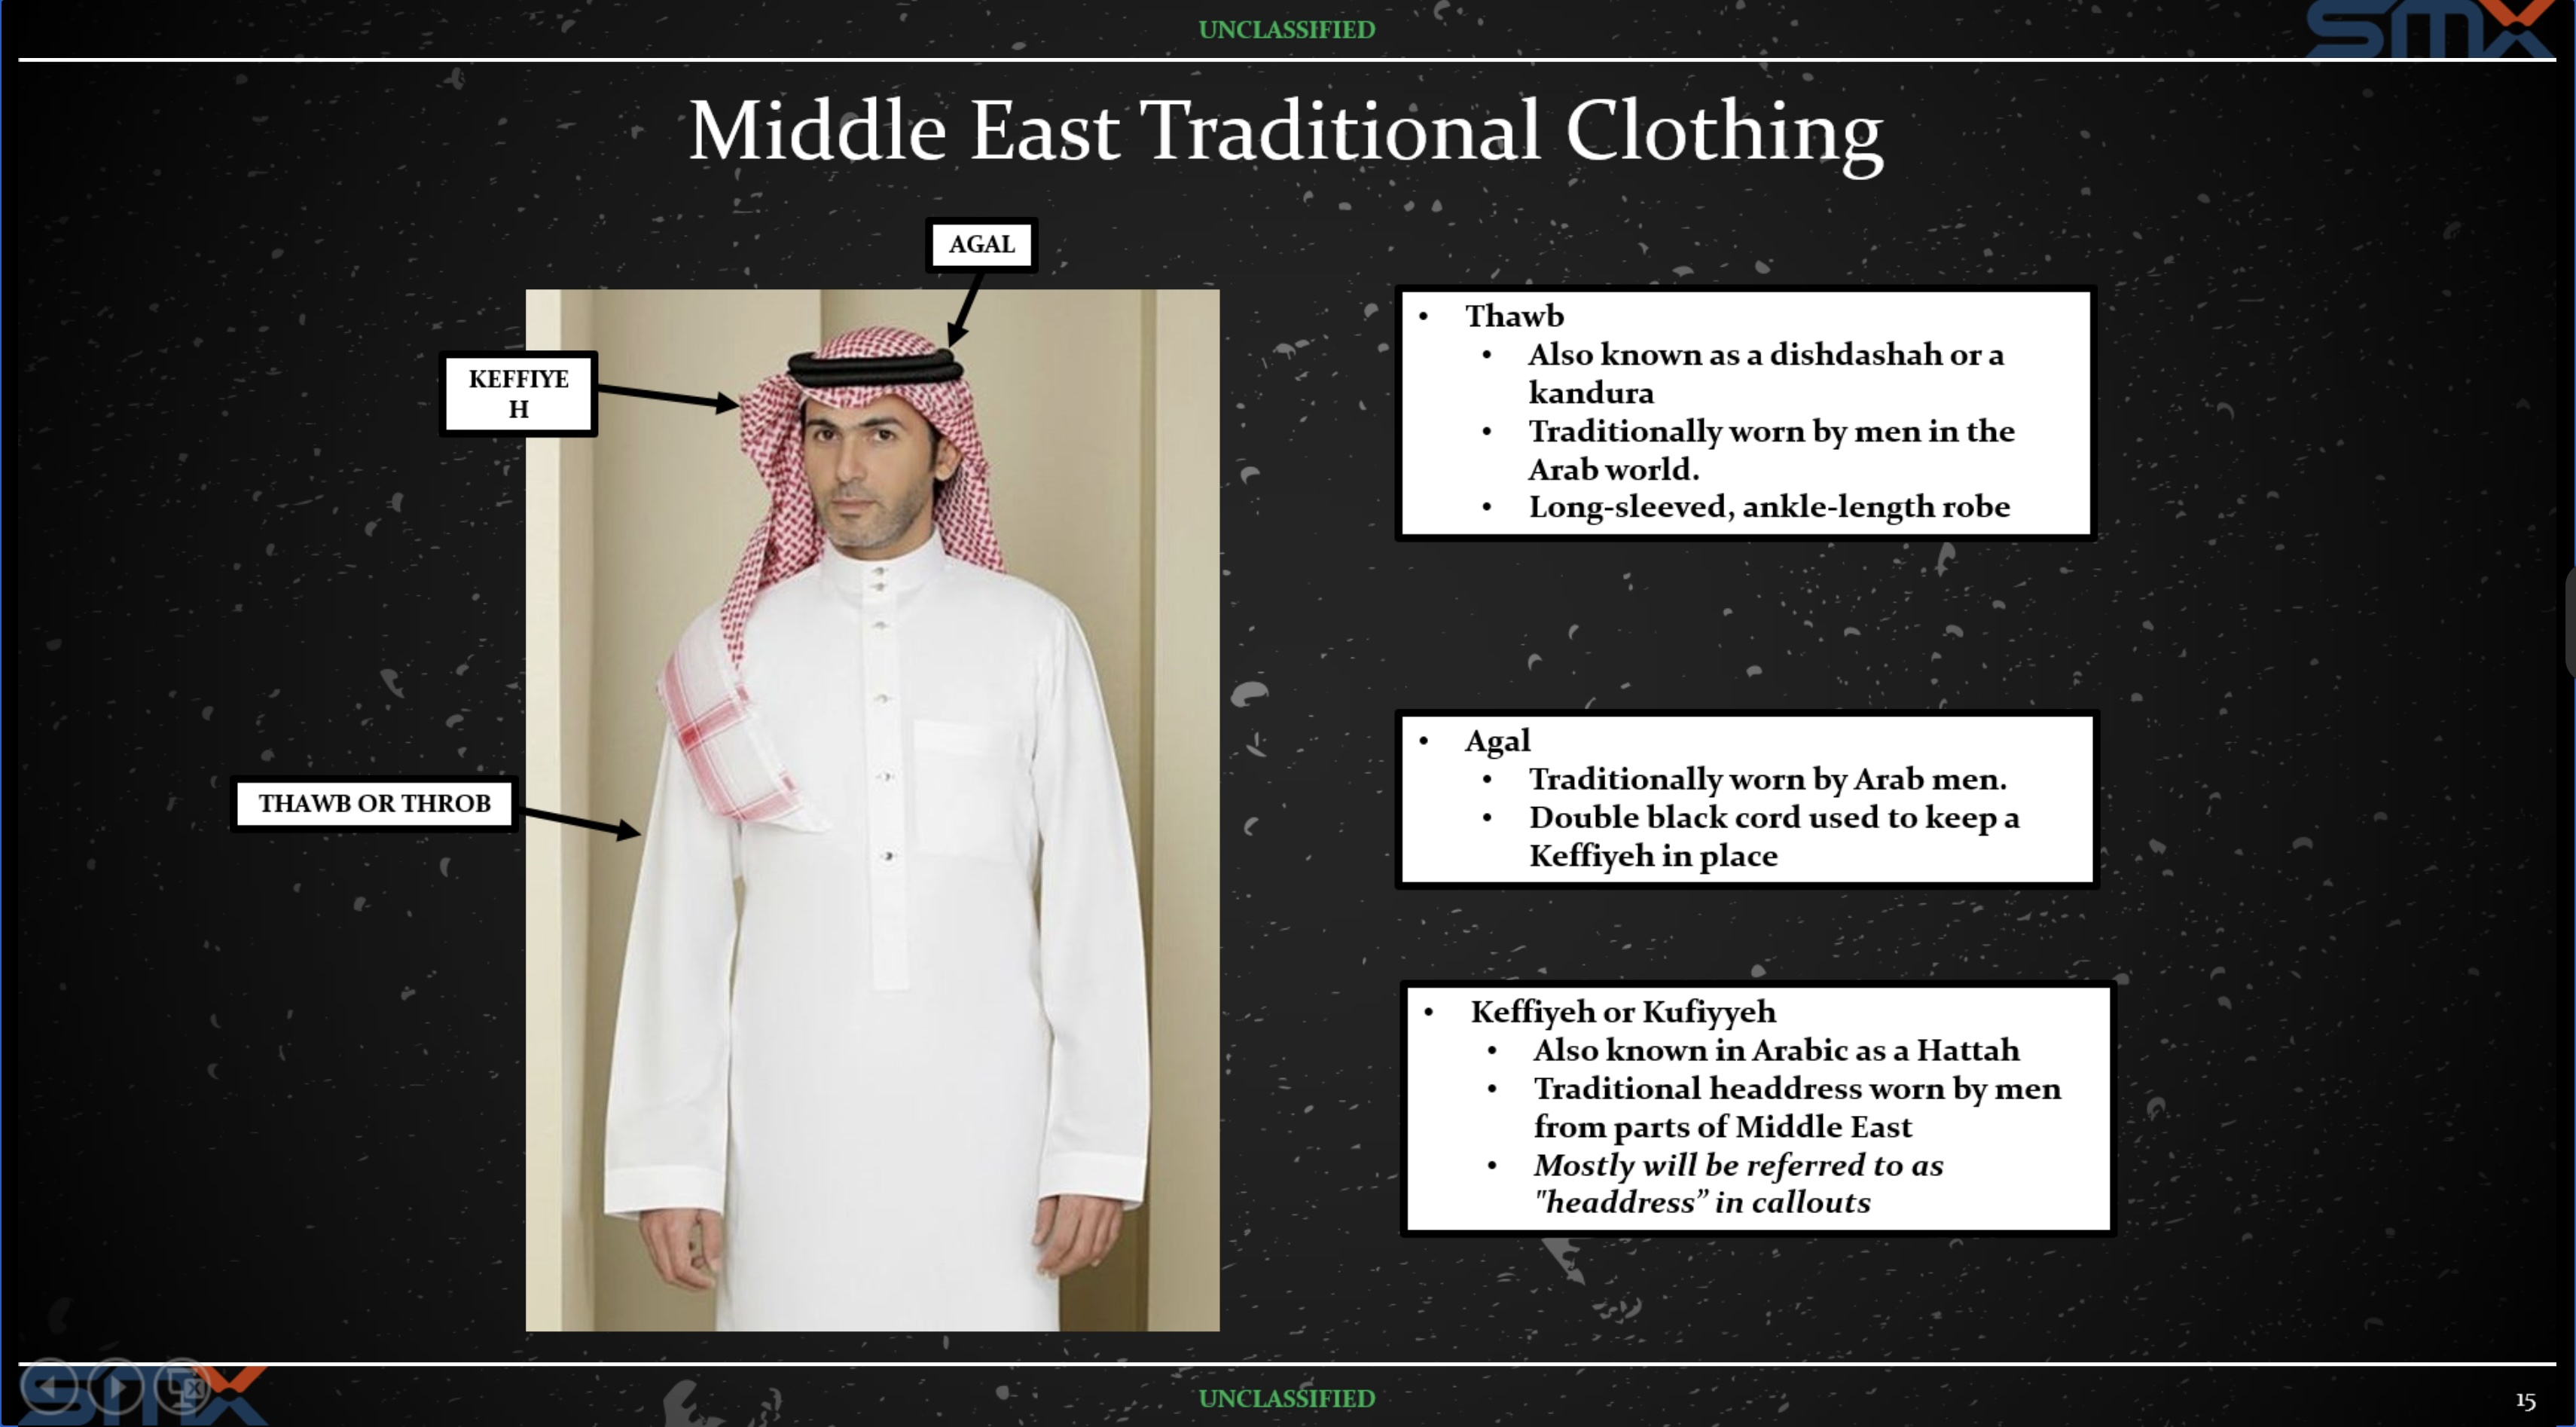 UNCLASSIFIED
smx
Middle East Traditional Clothing
AGAL
KEFFIYE
H
THAWB OR THROB
• Thawb
• Also known as a dishdashah or a
kandura
• Traditionally worn by men in the
Arab world.
• Long-sleeved, ankle-length robe
• Agal
• Traditionally worn by Arab men.
• Double black cord used to keep a
Keffiyeh in place
• Keffiyeh or Kufiyyeh
• Also known in Arabic as a Hattah
• Traditional headdress worn by men
from parts of Middle East
• Mostly will be referred to as
"headdress” in callouts
smx
UNCLASSIFIED
15